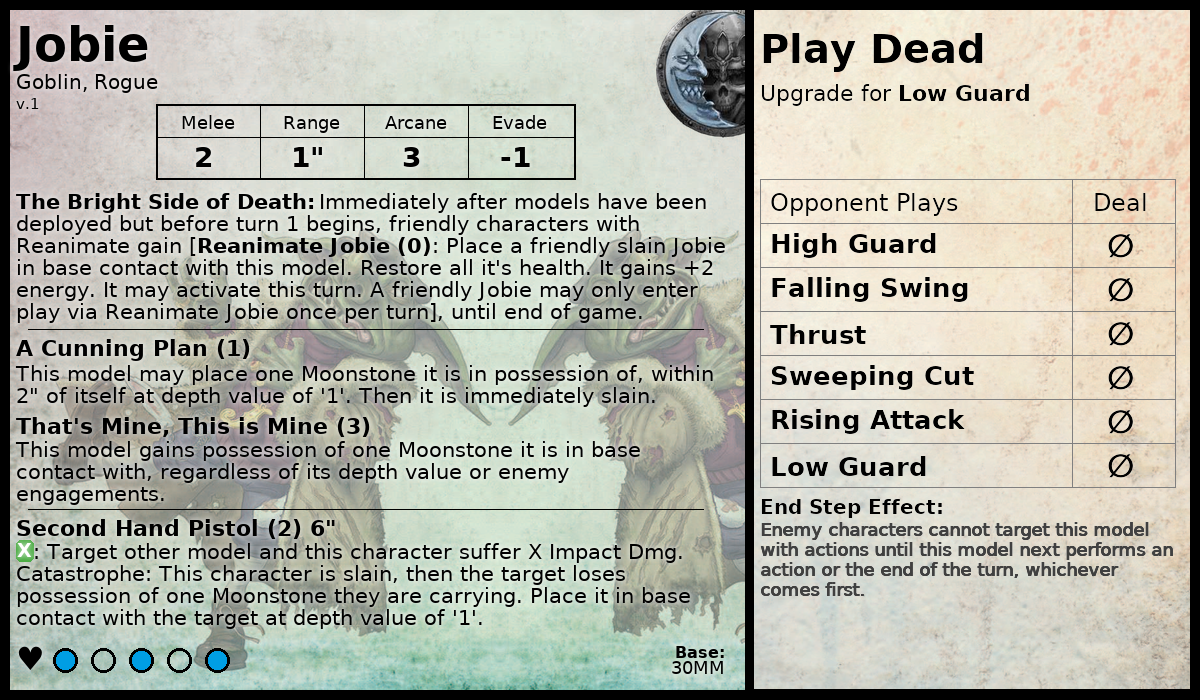 Jobie
Goblin, Rogue
v.1
Melee Range Arcane Evade
2 1" 3 -1
The Bright Side of Death: Immediately after models have been
deployed but before turn 1 begins, friendly characters with
Reanimate gain [Reanimate Jobie (0): Place a friendly slain Jobie
in base contact with this model. Restore all it's health. It gains +2
energy. It may activate this turn. A friendly Jobie may only enter
play via Reanimate Jobie once per turn], until end of game.
A Cunning Plan (1)
This model may place one Moonstone it is in possession of, within
2" of itself at depth value of '1'. Then it is immediately slain.
That's Mine, This is Mine (3)
This model gains possession of one Moonstone it is in base
contact with, regardless of its depth value or enemy
engagements.
Second Hand Pistol (2) 6"
X: Target other model and this character suffer X Impact Dmg.
Catastrophe: This character is slain, then the target loses
possession of one Moonstone they are carrying. Place it in base
contact with the target at depth value of '1'.
Base:
30MM
Play Dead
Upgrade for Low Guard
Opponent Plays Deal
High Guard ∅
Falling Swing ∅
Thrust ∅
Sweeping Cut ∅
Rising Attack ∅
Low Guard ∅
End Step Effect:
Enemy characters cannot target this model
with actions until this model next performs an
action or the end of the turn, whichever
comes first.